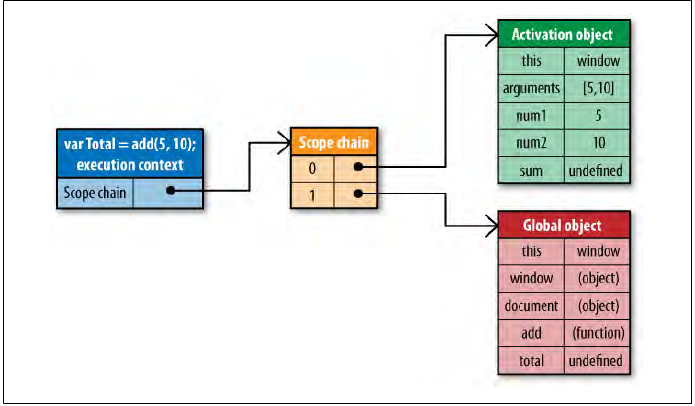 var Total = add(5, 10);
execution context
Scope chain
Scope chain
0
1
Activation object
this window
arguments [5,10]
num1 5
num2 10
sum undefined
Global object
this window
window (object)
document (object)
add (function)
total undefined